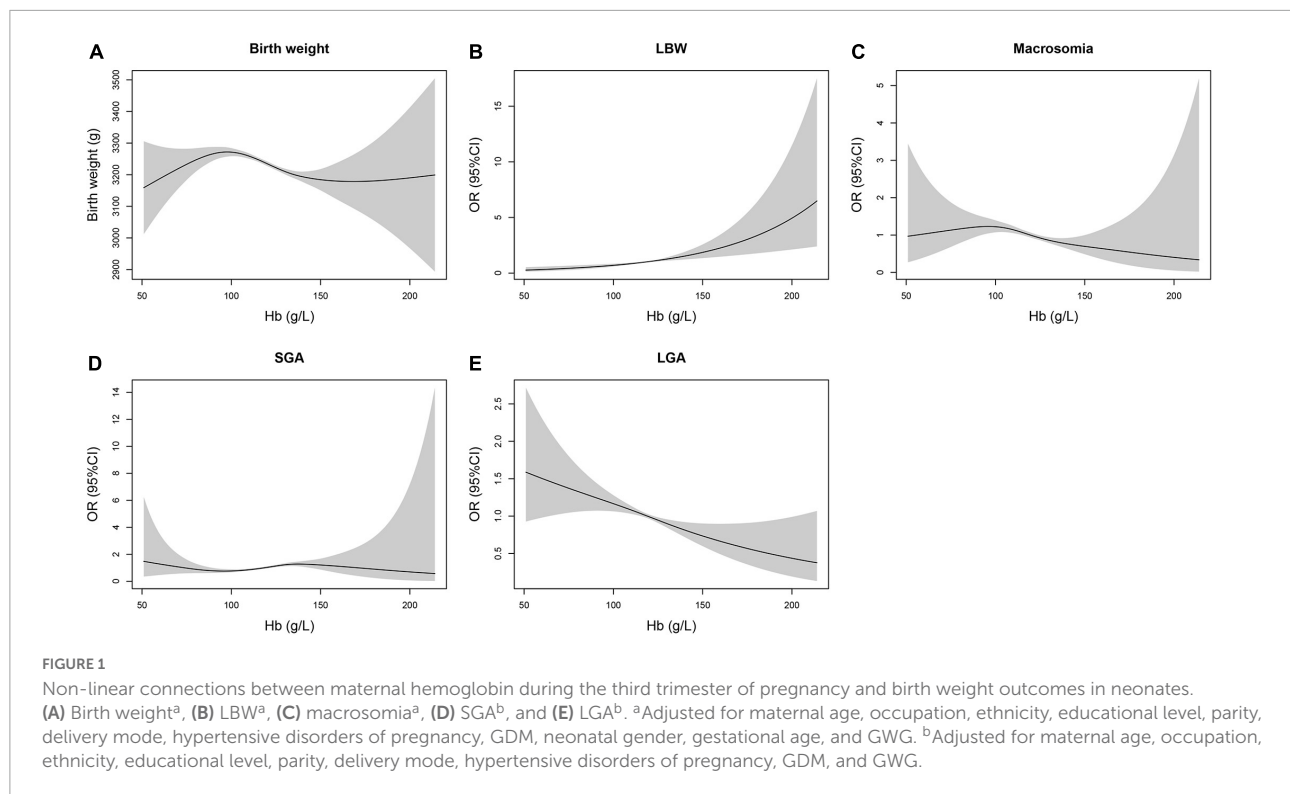 A
Birth weight
Birth weight (g)
3500
3400
3300
3200
3100
3000
2900
50 100 150 200
Hb (g/L)
B
LBW
OR (95%CI)
15
10
5
0
50 100 150 200
Hb (g/L)
C
Macrosomia
OR (95%CI)
5
4
3
2
1
0
50 100 150 200
Hb (g/L)
D
SGA
OR (95%CI)
14
12
10
8
6
4
2
0
50 100 150 200
Hb (g/L)
E
LGA
OR (95%CI)
2.5
2.0
1.5
1.0
0.5
50 100 150 200
Hb (g/L)
FIGURE 1
Non-linear connections between maternal hemoglobin during the third trimester of pregnancy and birth weight outcomes in neonates.
(A) Birth weightᵃ, (B) LBWᵃ, (C) macrosomiaᵃ, (D) SGAᵇ, and (E) LGAᵇ. ᵃAdjusted for maternal age, occupation, ethnicity, educational level, parity,
delivery mode, hypertensive disorders of pregnancy, GDM, neonatal gender, gestational age, and GWG. ᵇAdjusted for maternal age, occupation,
ethnicity, educational level, parity, delivery mode, hypertensive disorders of pregnancy, GDM, and GWG.